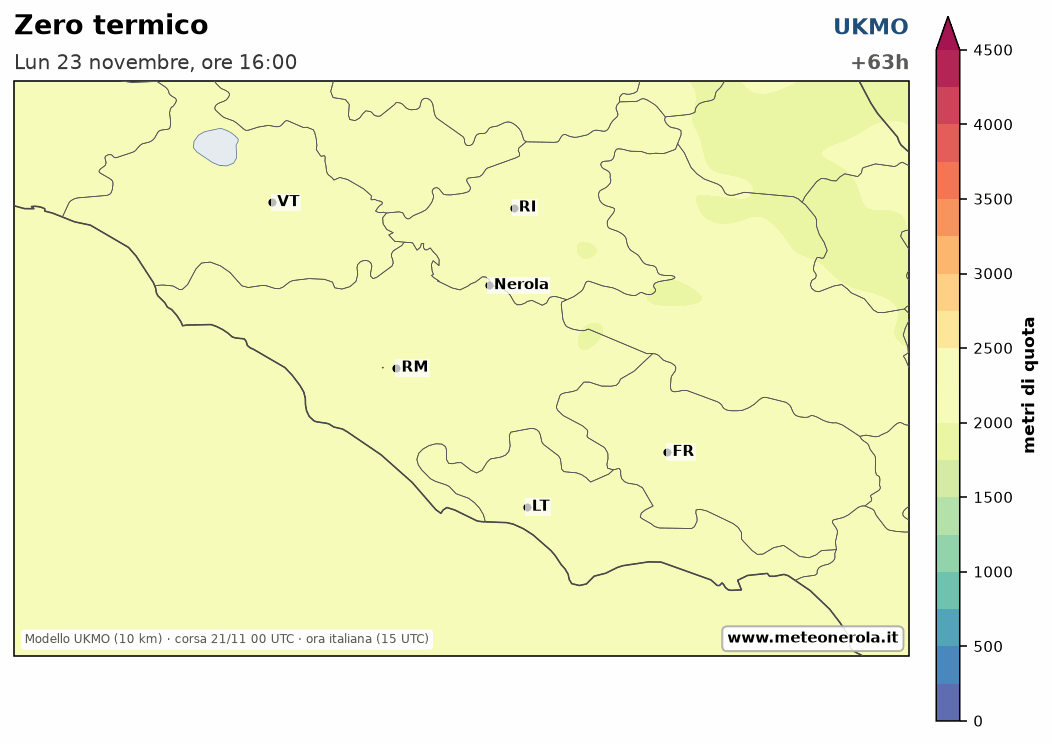 Zero termico
UKMO
Lun 23 novembre, ore 16:00
+63h
VT
RI
Nerola
RM
FR
LT
Modello UKMO (10 km) · corsa 21/11 00 UTC · ora italiana (15 UTC)
www.meteonerola.it
4500
4000
3500
3000
2500
2000
1500
1000
500
0
metri di quota